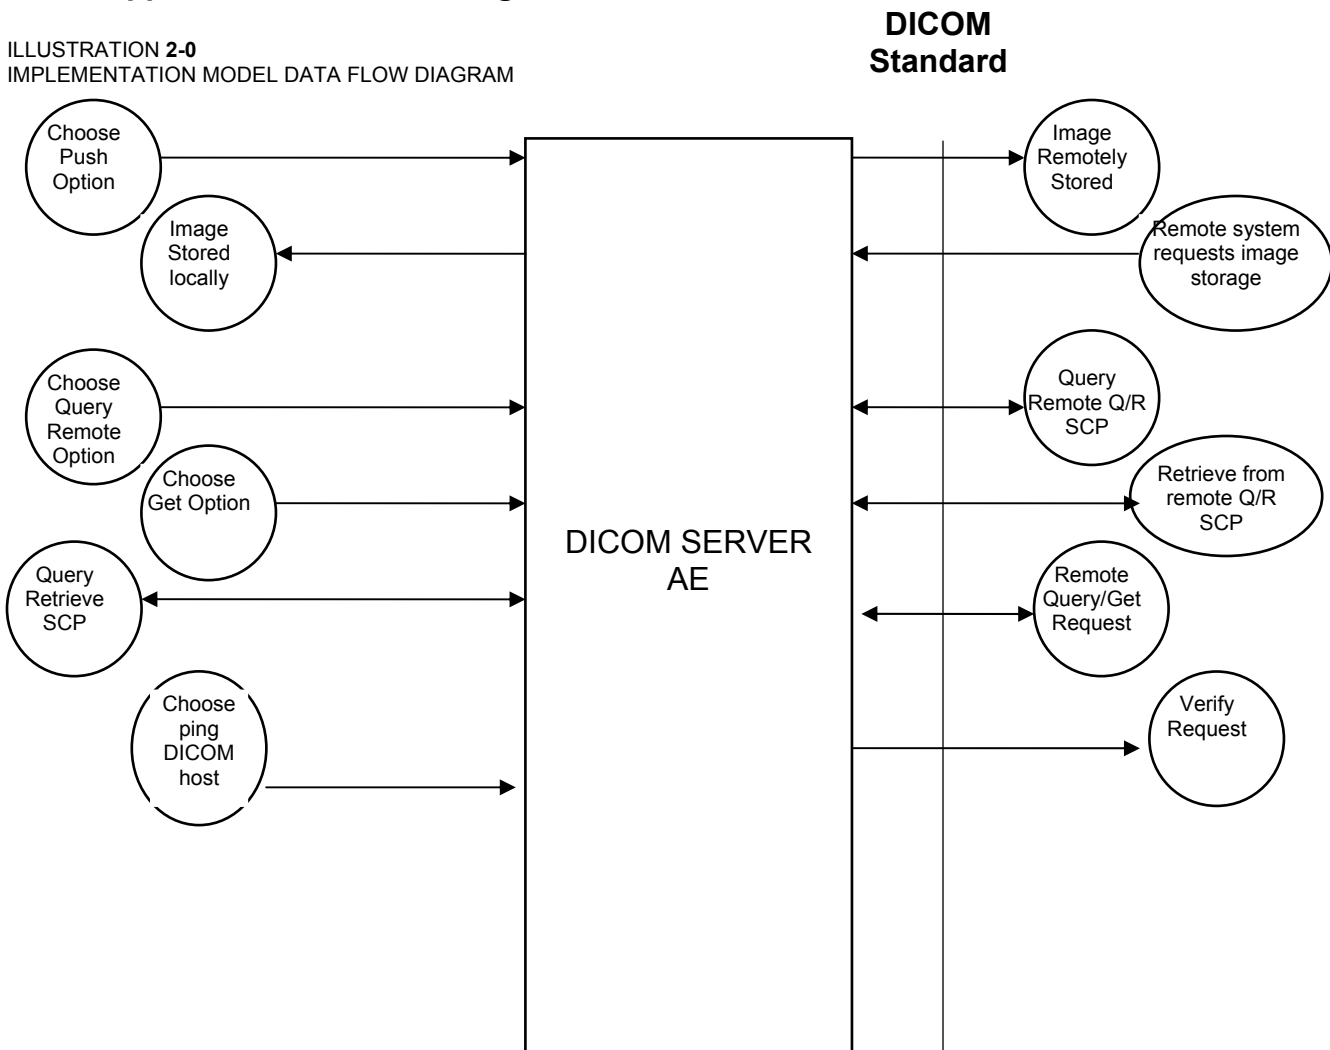 DICOM
Standard
ILLUSTRATION 2-0
IMPLEMENTATION MODEL DATA FLOW DIAGRAM
Choose
Push
Option
Image
Remotely
Stored
Image
Stored
locally
Remote system
requests image
storage
Choose
Query
Remote
Option
Query
Remote Q/R
SCP
Choose
Get Option
Retrieve from
remote Q/R
SCP
DICOM SERVER
AE
Query
Retrieve
SCP
Remote
Query/Get
Request
Choose
ping
DICOM
host
Verify
Request